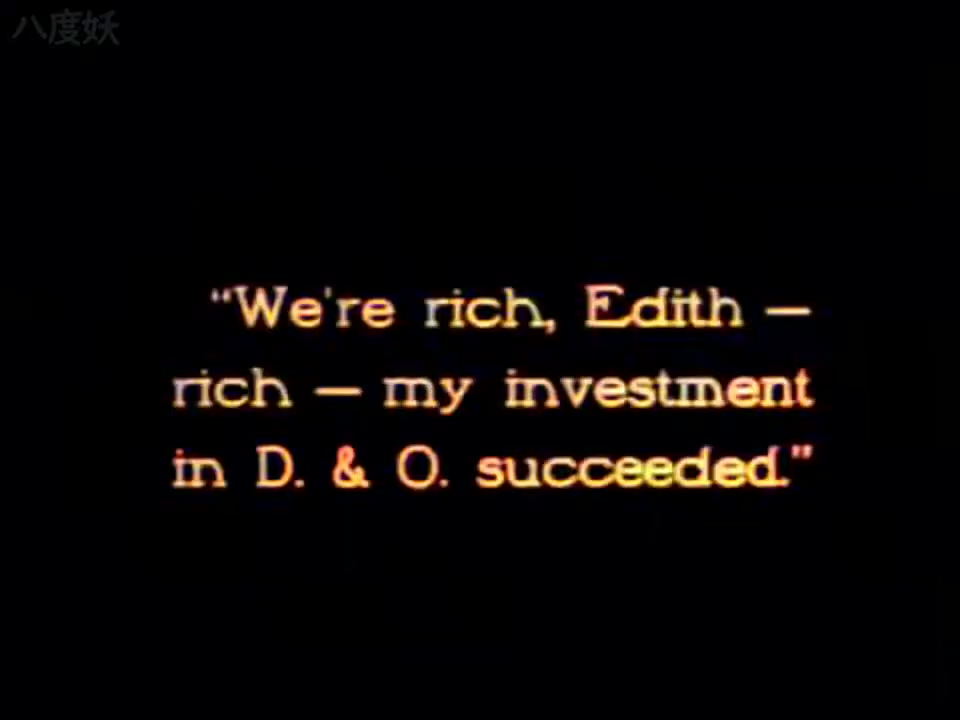 八度妖
"We're rich, Edith —
rich — my investment
in D. & O. succeeded."